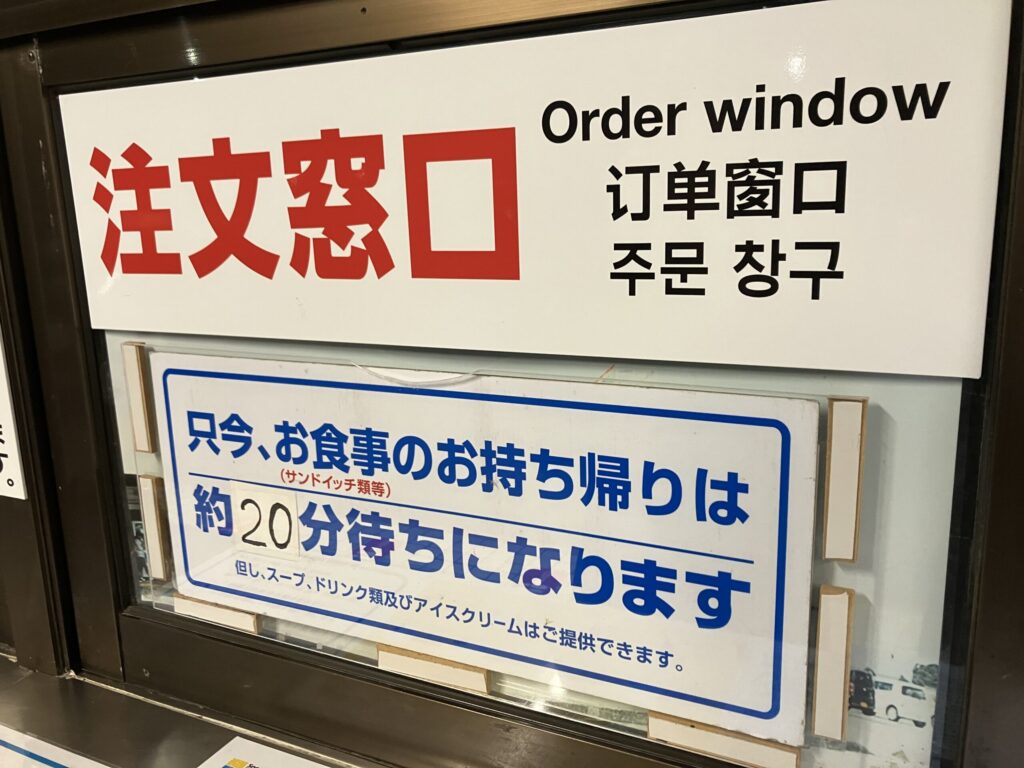 注文窓口
Order window
订单窗口
주문 창구
只今、お食事のお持ち帰りは
(サンドイッチ類等)
約20分待ちになります
但し、スープ、ドリンク類及びアイスクリームはご提供できます。
す。